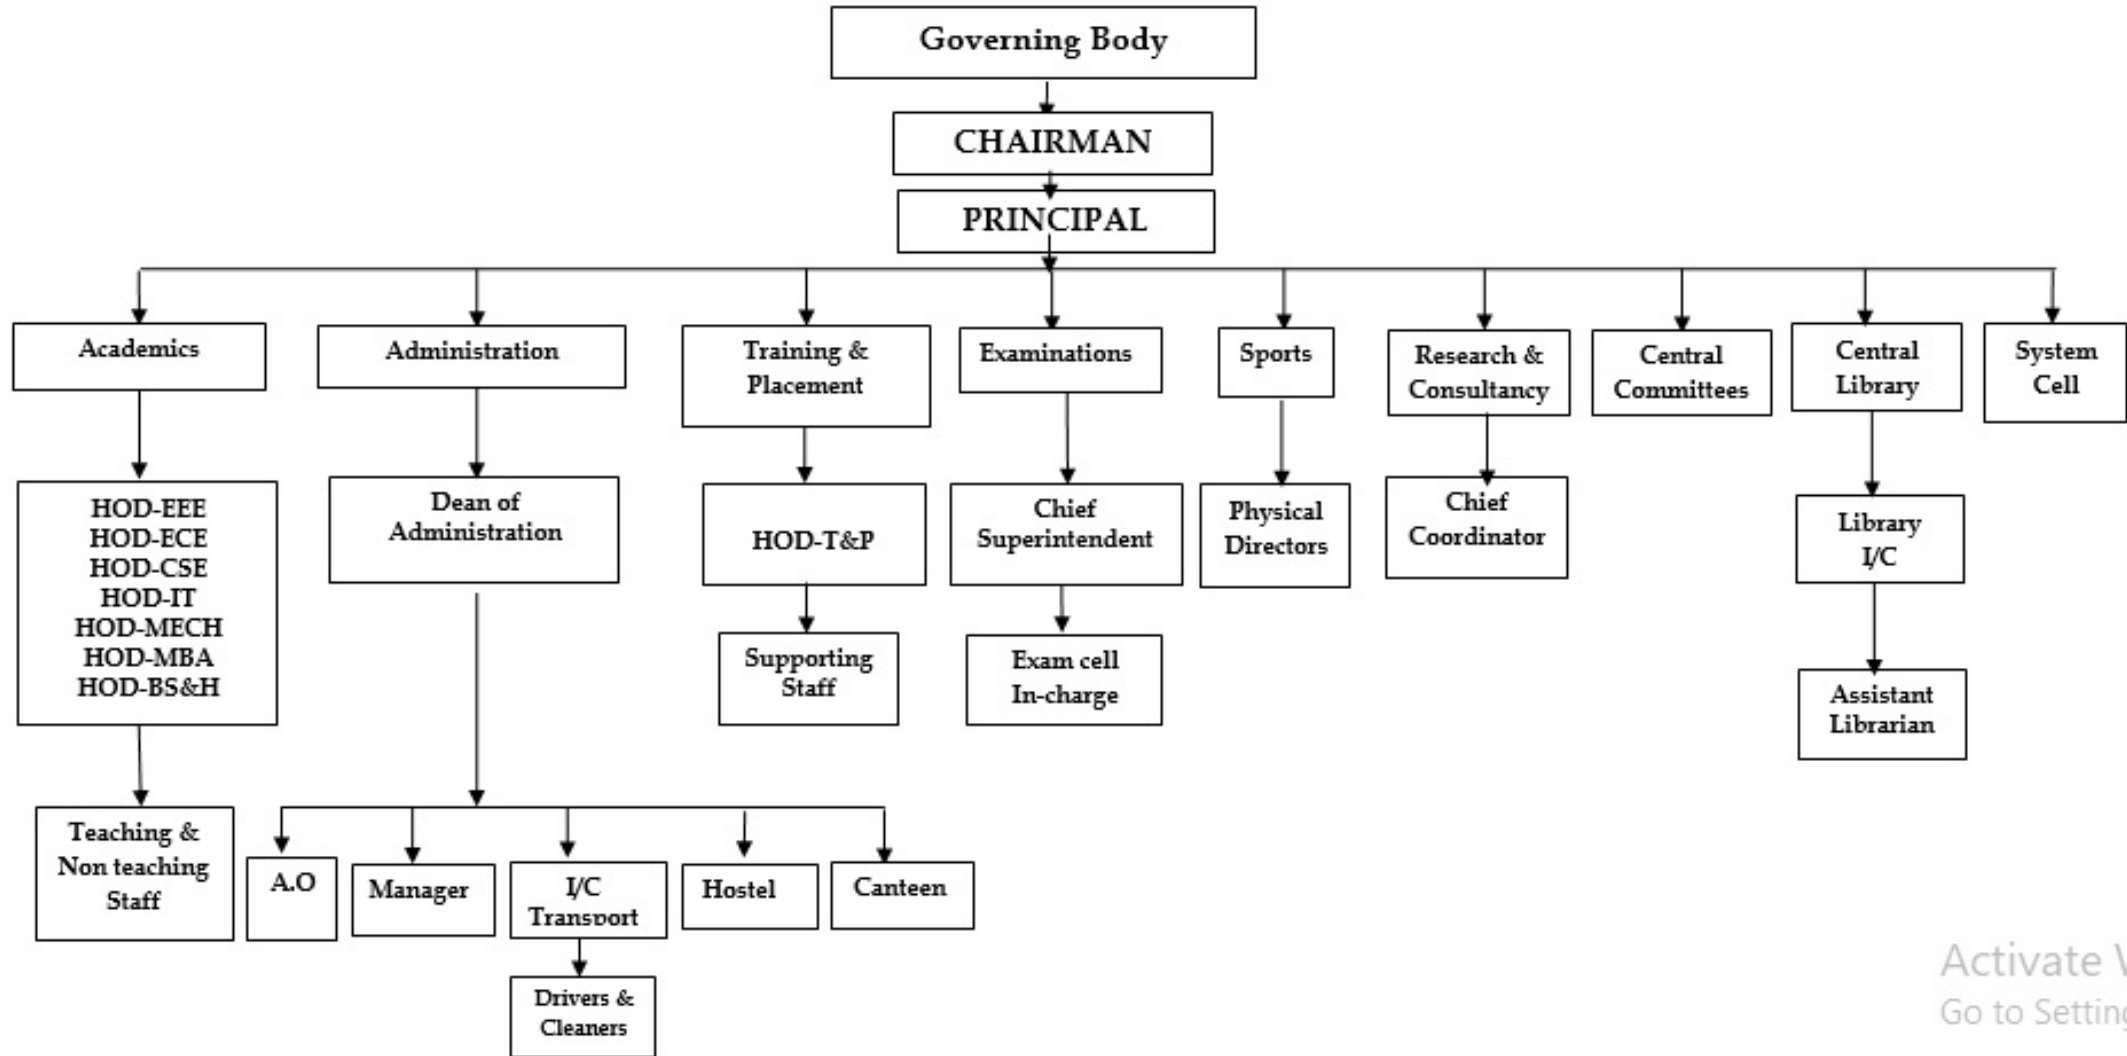 Governing Body
CHAIRMAN
PRINCIPAL
Academics
Administration
Training &
Placement
Examinations
Sports
Research &
Consultancy
Central
Committees
Central
Library
System
Cell
HOD-EEE
HOD-ECE
HOD-CSE
HOD-IT
HOD-MECH
HOD-MBA
HOD-BS&H
Dean of
Administration
HOD-T&P
Chief
Superintendent
Physical
Directors
Chief
Coordinator
Library
I/C
Supporting
Staff
Exam cell
In-charge
Assistant
Librarian
Teaching &
Non teaching
Staff
A.O
Manager
I/C
Transport
Hostel
Canteen
Drivers &
Cleaners
Activate
Go to